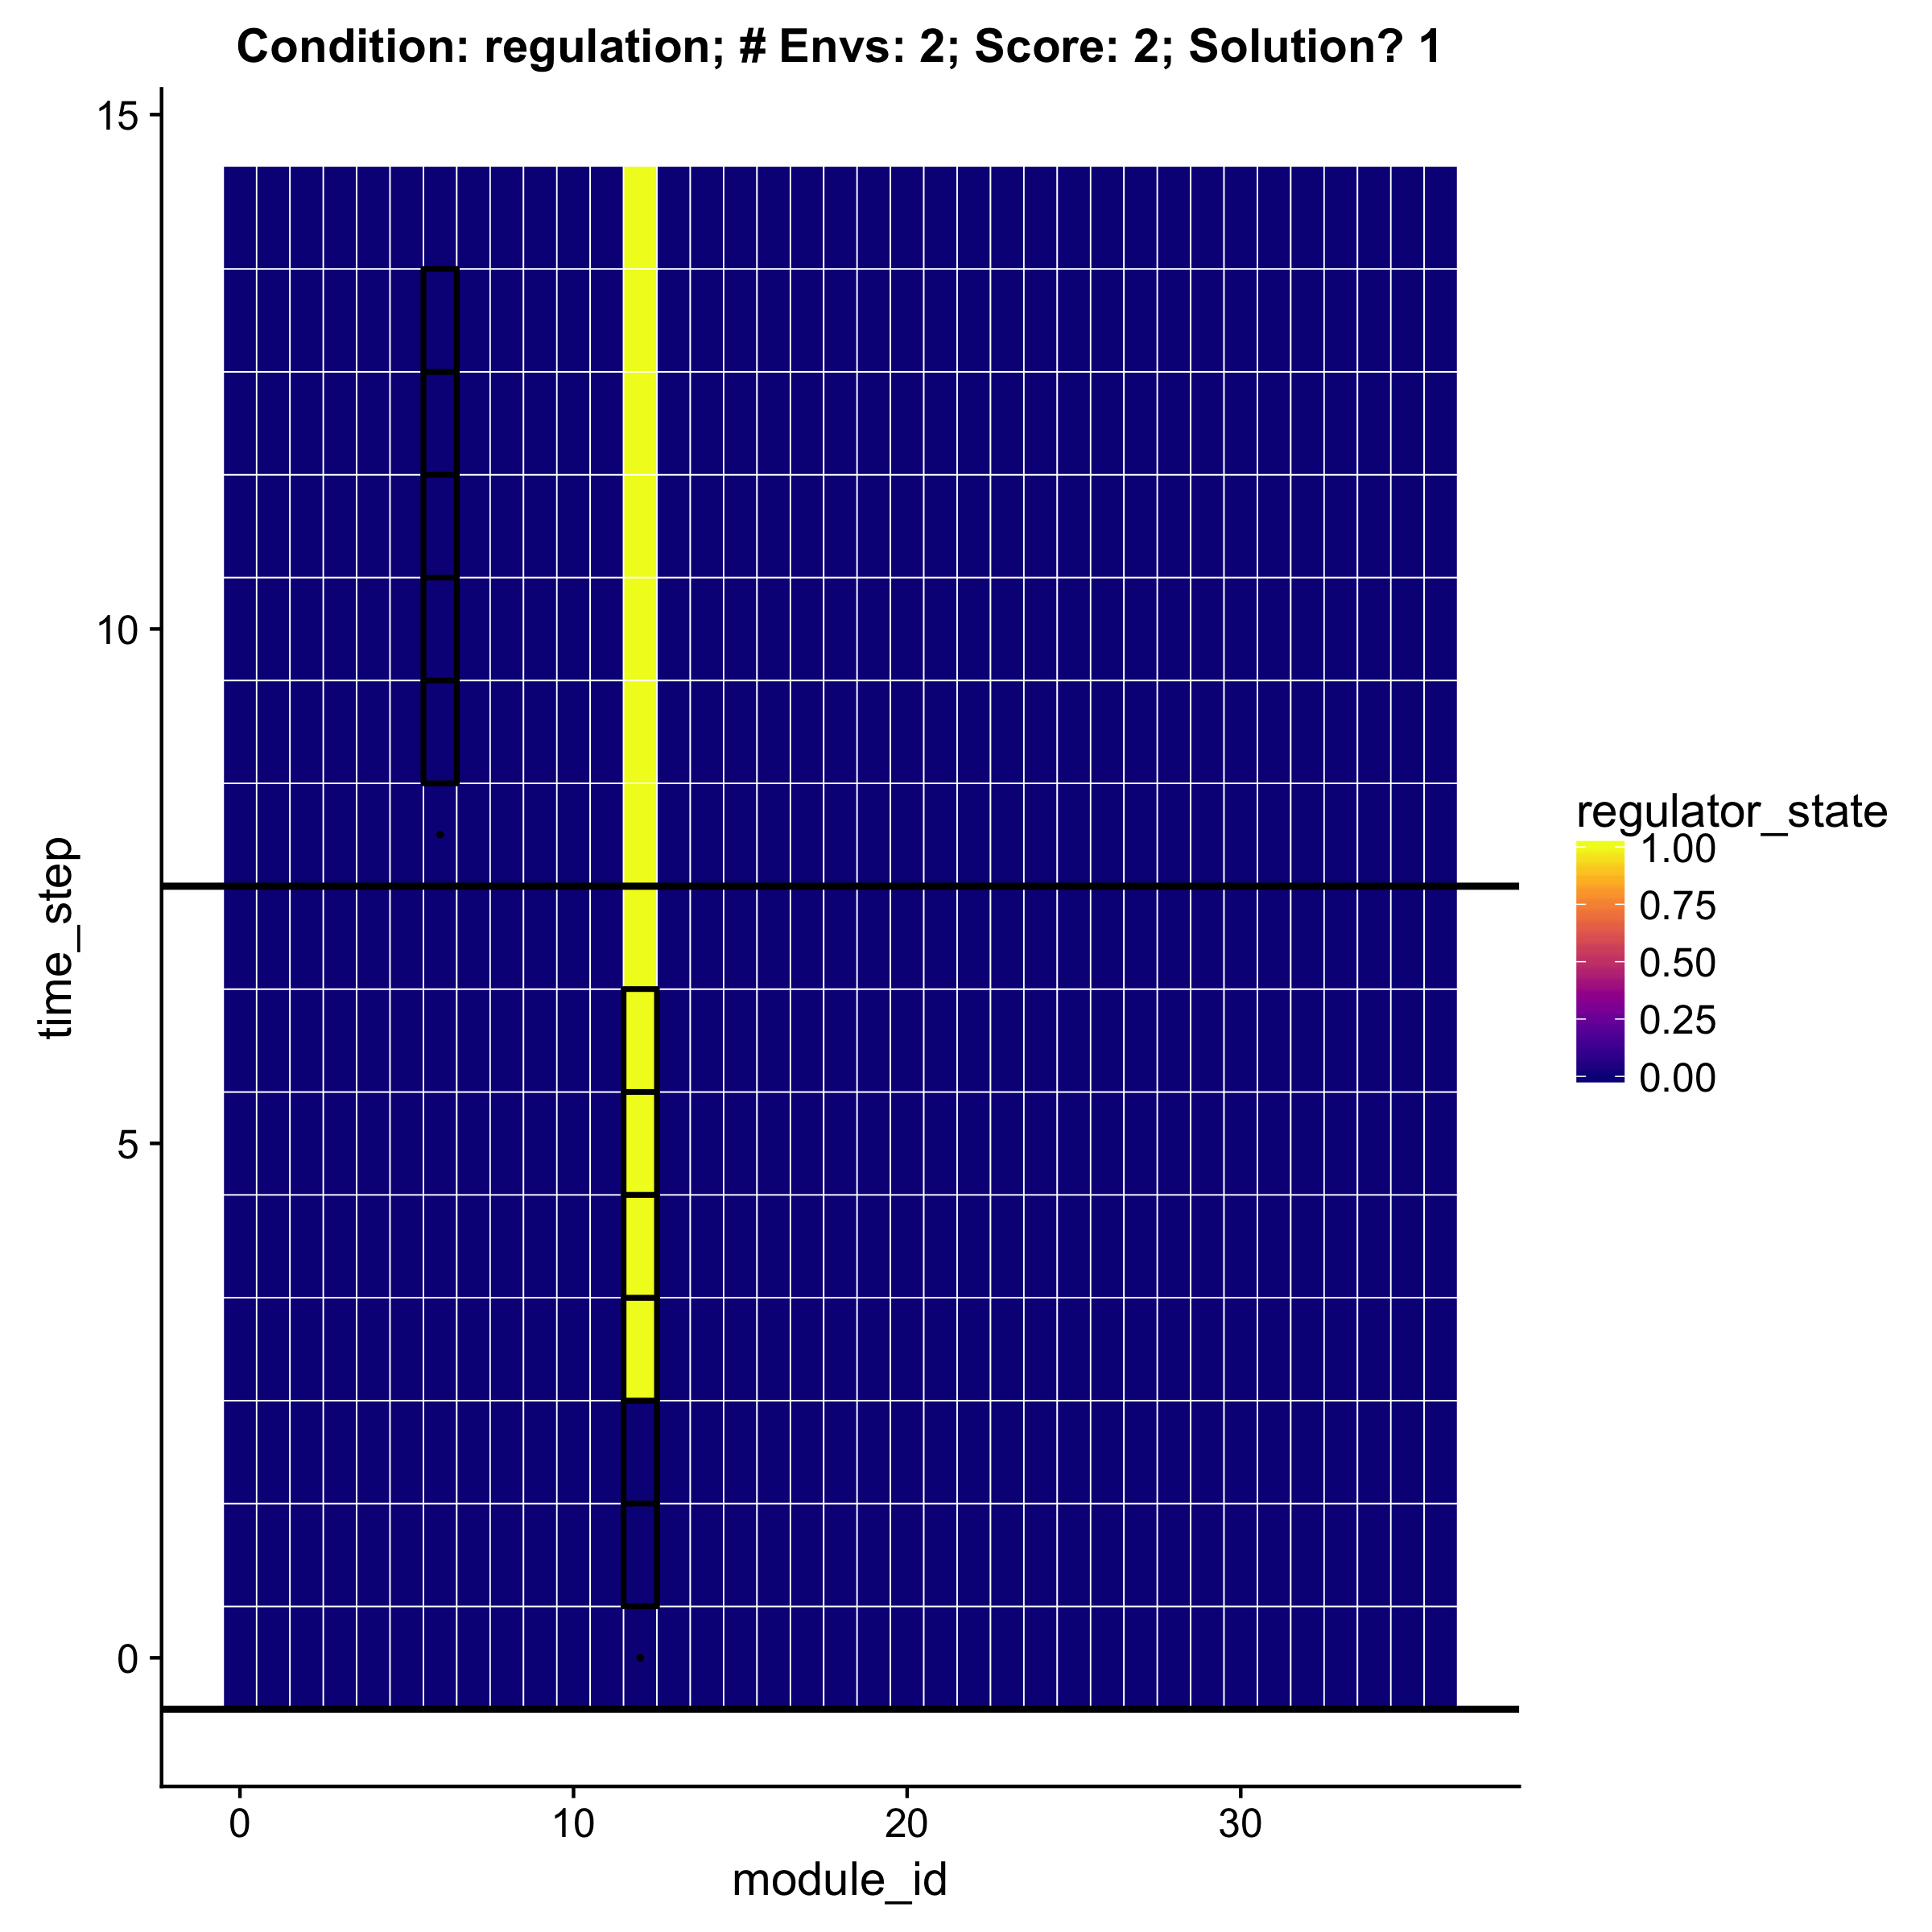 Condition: regulation; # Envs: 2; Score: 2; Solution? 1
15
10
5
0
time_step
0 10 20 30
module_id
regulator_state
1.00
0.75
0.50
0.25
0.00